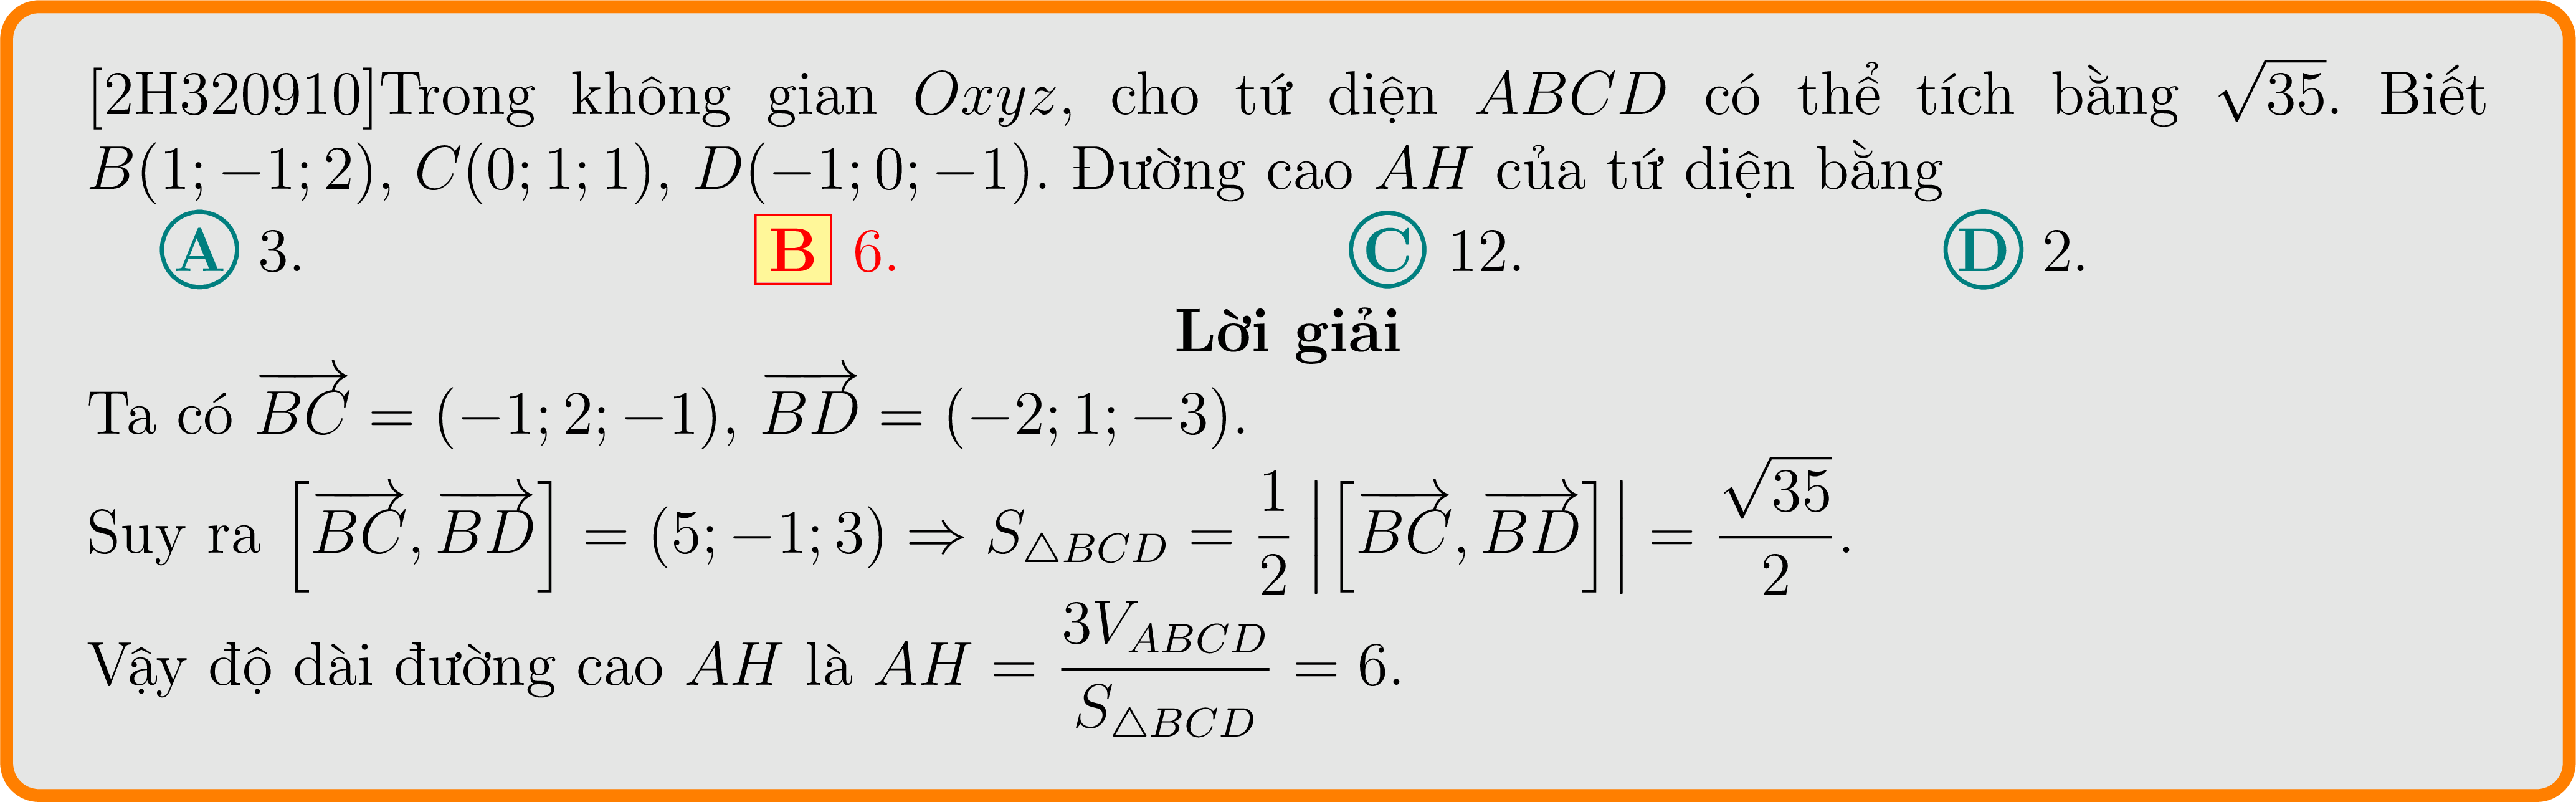 [2H320910]Trong không gian $Oxyz$, cho tứ diện $ABCD$ có thể tích bằng $\sqrt{35}$. Biết
$B(1;-1;2)$, $C(0;1;1)$, $D(-1;0;-1)$. Đường cao $AH$ của tứ diện bằng
A 3. B 6. C 12. D 2.
Lời giải
Ta có $\overrightarrow{BC} = (-1;2;-1)$, $\overrightarrow{BD} = (-2;1;-3)$.
Suy ra $\left[\overrightarrow{BC},\overrightarrow{BD}\right] = (5;-1;3) \Rightarrow S_{\triangle BCD} = \frac{1}{2}\left|\left[\overrightarrow{BC},\overrightarrow{BD}\right]\right| = \frac{\sqrt{35}}{2}$.
Vậy độ dài đường cao $AH$ là $AH = \frac{3V_{ABCD}}{S_{\triangle BCD}} = 6$.